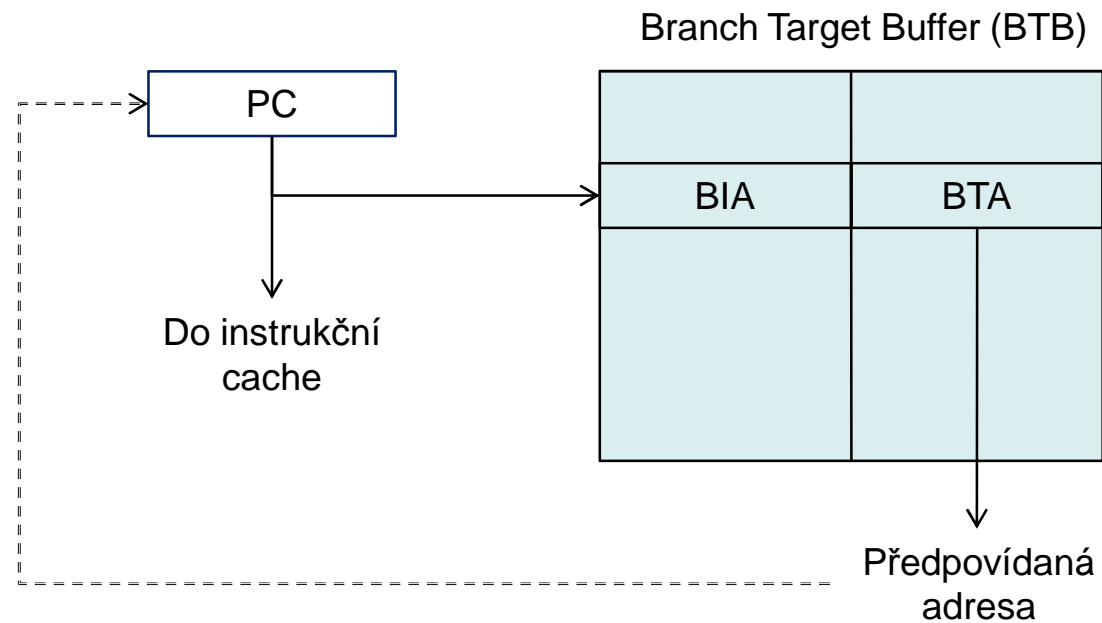 Branch Target Buffer (BTB)
PC
BIA
BTA
Do instrukční
cache
Předpovídaná
adresa